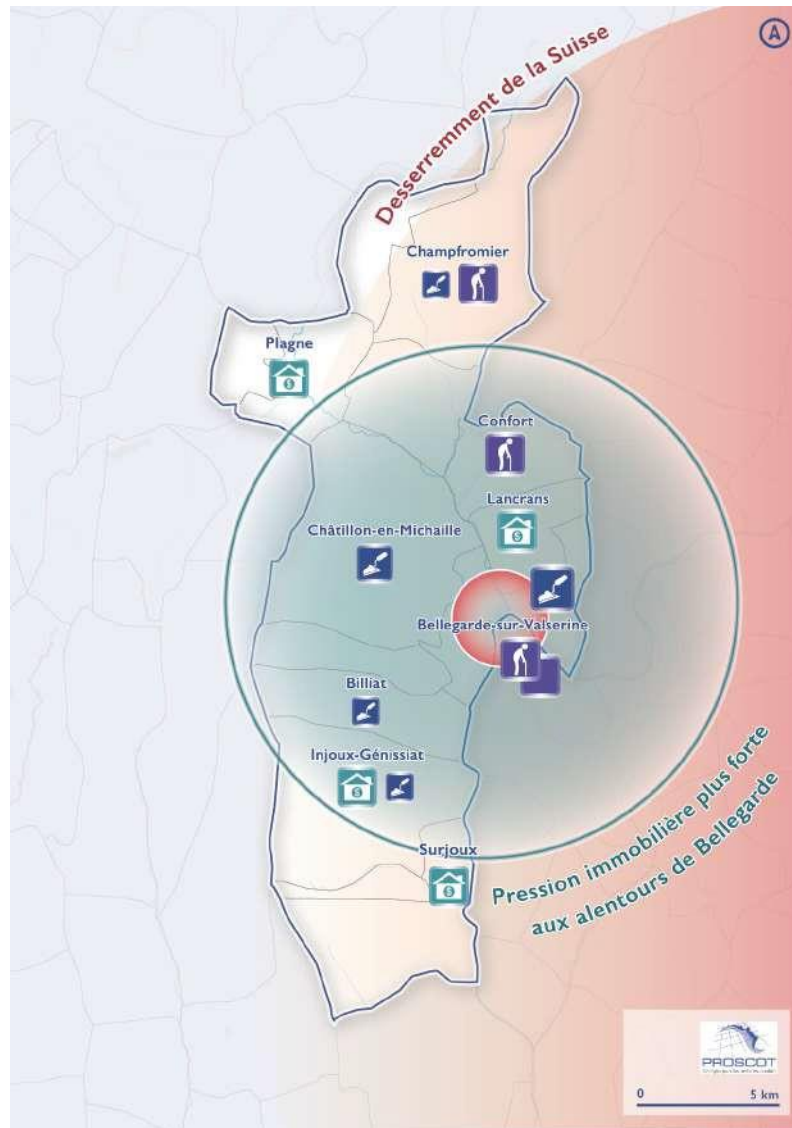 A
Desserremment de la Suisse
Champfromier
Plagne
Confort
Lancrans
Châtillon-en-Michaille
Bellegarde-sur-Valserine
Billiat
Injoux-Génissiat
Surjoux
Pression immobilière plus forte
aux alentours de Bellegarde
PROSCOT
0 5 km